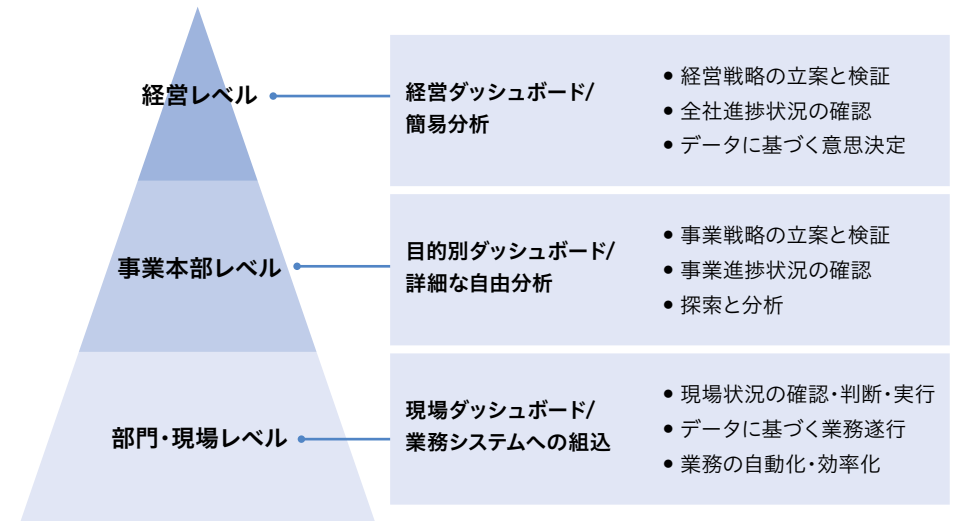 経営レベル
経営ダッシュボード/
簡易分析
● 経営戦略の立案と検証
● 全社進捗状況の確認
● データに基づく意思決定
事業本部レベル
目的別ダッシュボード/
詳細な自由分析
● 事業戦略の立案と検証
● 事業進捗状況の確認
● 探索と分析
部門・現場レベル
現場ダッシュボード/
業務システムへの組込
● 現場状況の確認・判断・実行
● データに基づく業務遂行
● 業務の自動化・効率化